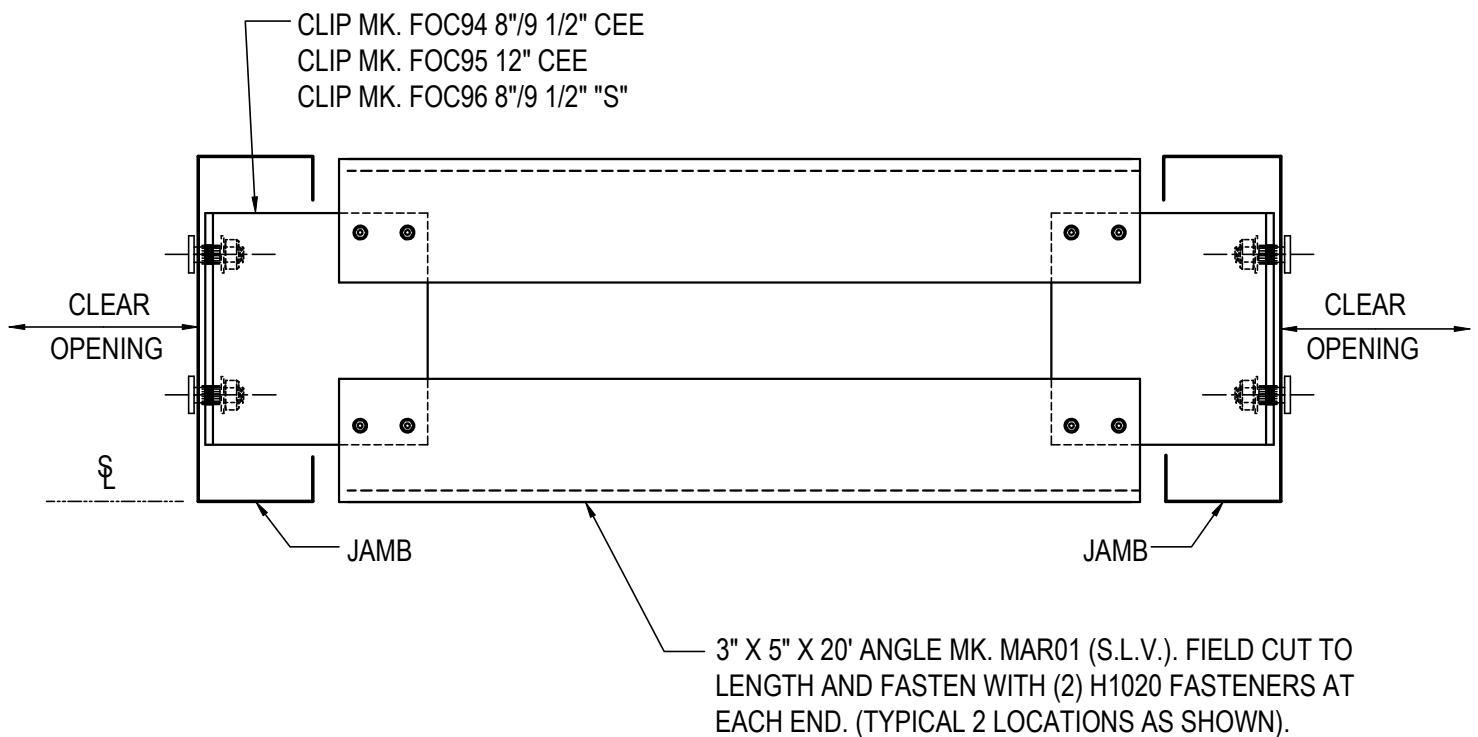 CLIP MK. FOC94 8"/9 1/2" CEE
CLIP MK. FOC95 12" CEE
CLIP MK. FOC96 8"/9 1/2" "S"
CLEAR
OPENING
CLEAR
OPENING
SL
JAMB
JAMB
3" X 5" X 20' ANGLE MK. MAR01 (S.L.V.). FIELD CUT TO
LENGTH AND FASTEN WITH (2) H1020 FASTENERS AT
EACH END. (TYPICAL 2 LOCATIONS AS SHOWN).